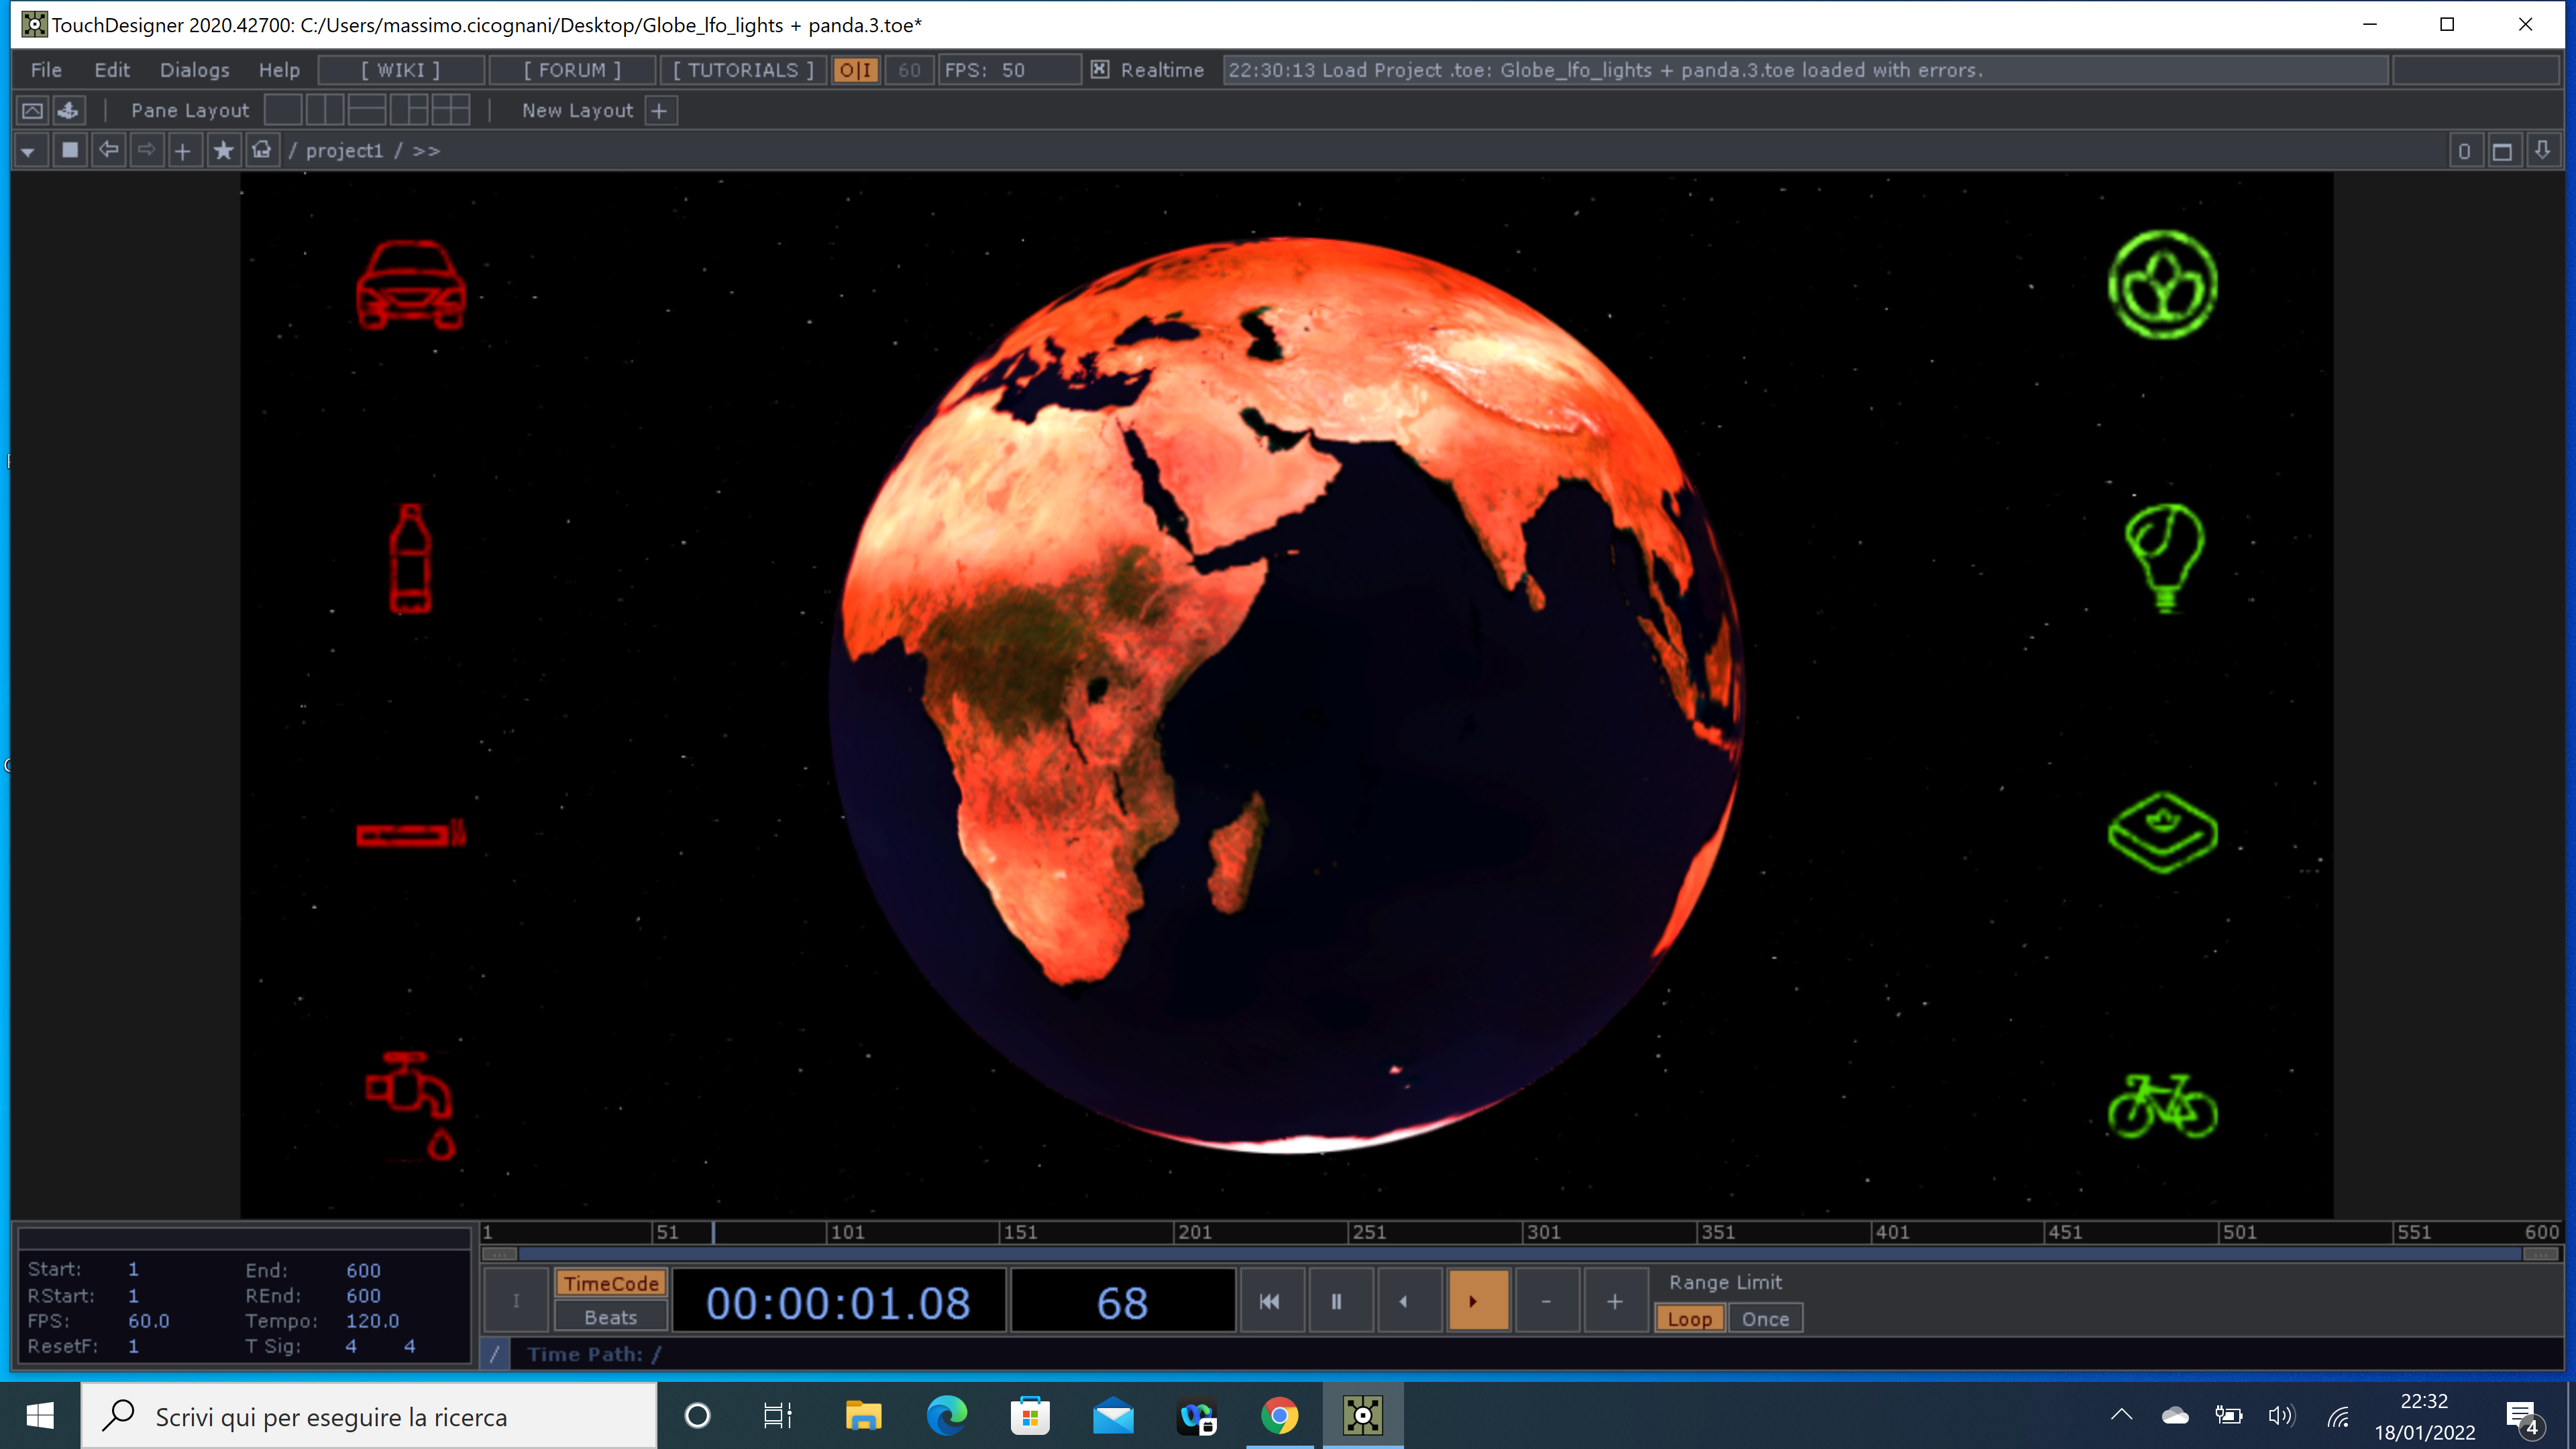 TouchDesigner 2020.42700: C:/Users/massimo.cicognani/Desktop/Globe_lfo_lights + panda.3.toe*
File Edit Dialogs Help [ WIKI ] [ FORUM ] [ TUTORIALS ] O|I 60 FPS: 50 Realtime 22:30:13 Load Project .toe: Globe_lfo_lights + panda.3.toe loaded with errors.
Pane Layout New Layout +
/ project1 / >> 0
1 51 101 151 201 251 301 351 401 451 501 551 600
Start: 1 End: 600
RStart: 1 REnd: 600
FPS: 60.0 Tempo: 120.0
ResetF: 1 T Sig: 4 4
I TimeCode 00:00:01.08 68 - + Range Limit
Beats Loop Once
/ Time Path: /
Scrivi qui per eseguire la ricerca
22:32
18/01/2022
4